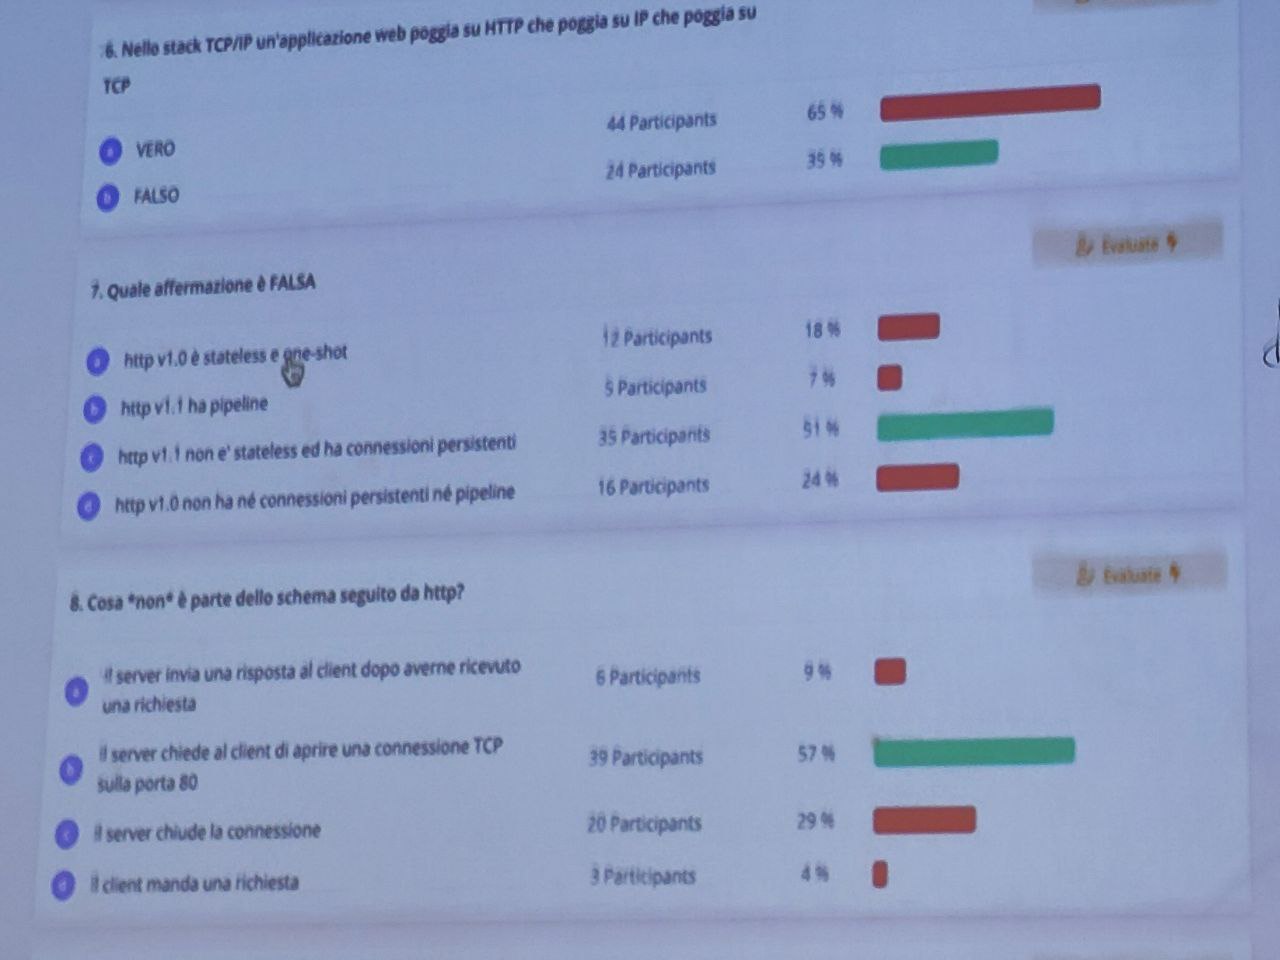 6. Nello stack TCP/IP un'applicazione web poggia su HTTP che poggia su IP che poggia su
TCP
a VERO 44 Participants 65 %
b FALSO 24 Participants 35 %
Evaluate
7. Quale affermazione è FALSA
a http v1.0 è stateless e one-shot 12 Participants 18 %
b http v1.1 ha pipeline 5 Participants 7 %
c http v1.1 non e' stateless ed ha connessioni persistenti 35 Participants 51 %
d http v1.0 non ha né connessioni persistenti né pipeline 16 Participants 24 %
Evaluate
8. Cosa *non* è parte dello schema seguito da http?
a il server invia una risposta al client dopo averne ricevuto
una richiesta 6 Participants 9 %
b il server chiede al client di aprire una connessione TCP
sulla porta 80 39 Participants 57 %
c il server chiude la connessione 20 Participants 29 %
d il client manda una richiesta 3 Participants 4 %